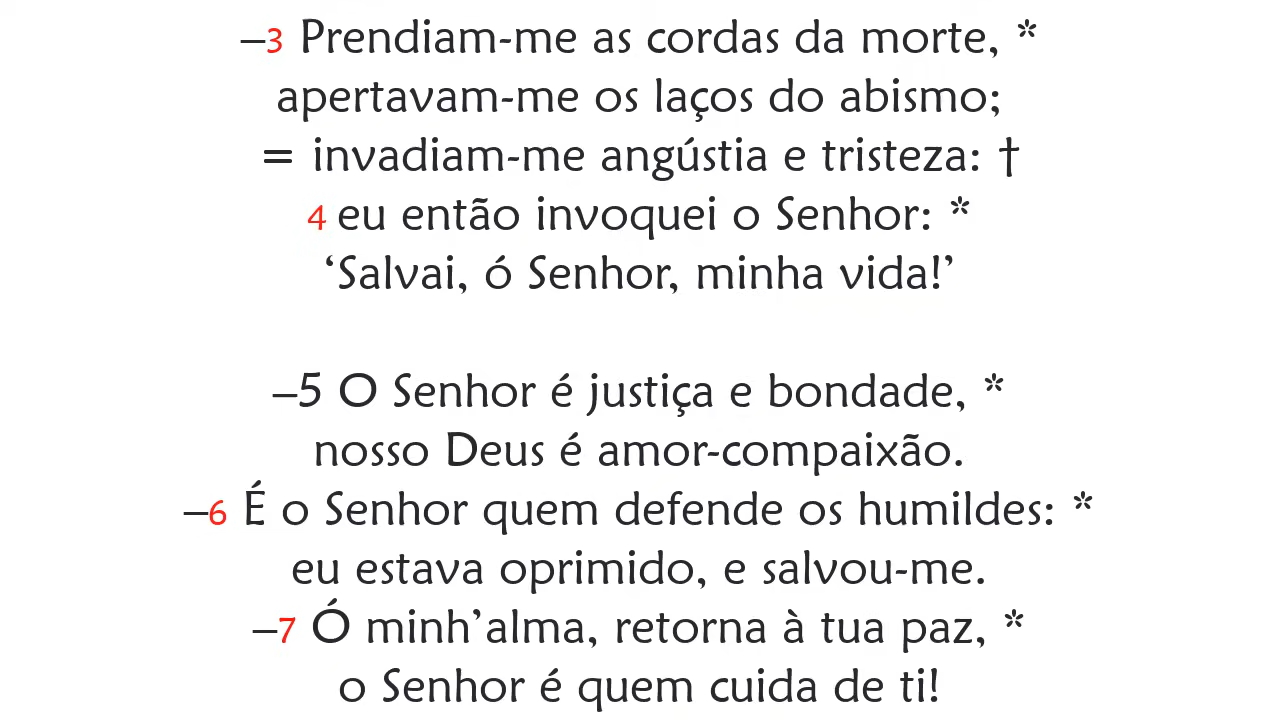 –3 Prendiam-me as cordas da morte, *
apertavam-me os laços do abismo;
= invadiam-me angústia e tristeza: †
4 eu então invoquei o Senhor: *
‘Salvai, ó Senhor, minha vida!’
–5 O Senhor é justiça e bondade, *
nosso Deus é amor-compaixão.
–6 É o Senhor quem defende os humildes: *
eu estava oprimido, e salvou-me.
–7 Ó minh’alma, retorna à tua paz, *
o Senhor é quem cuida de ti!